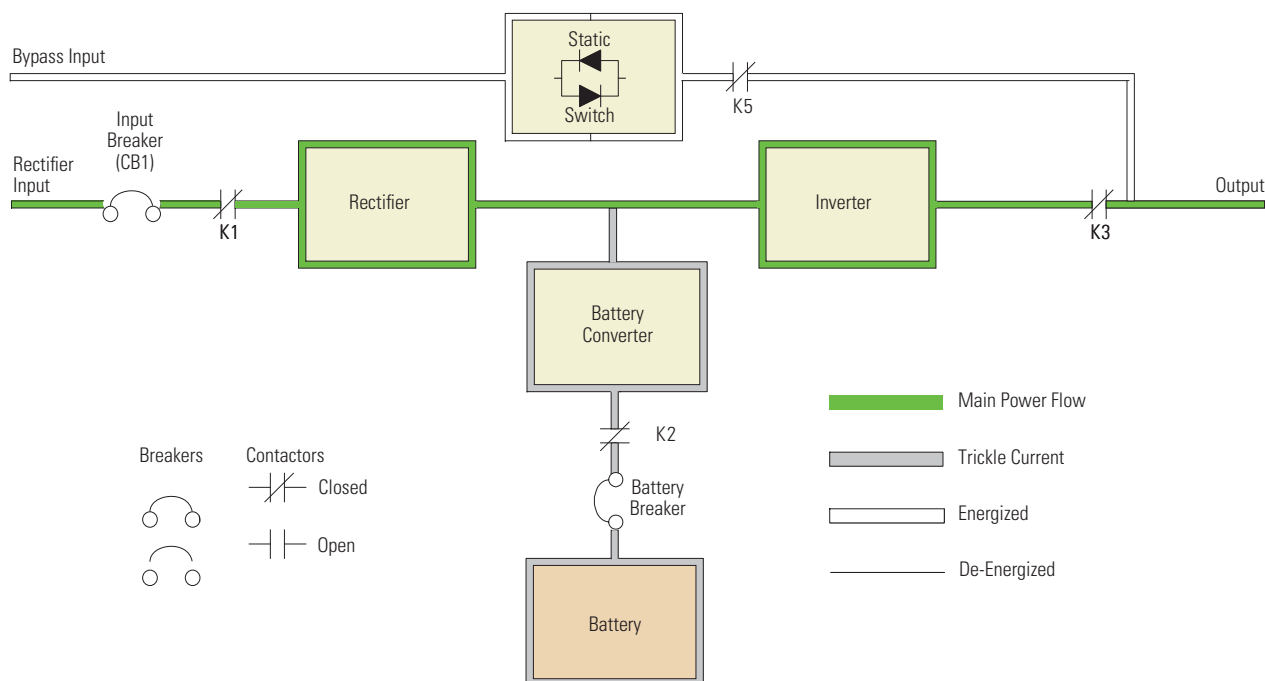 Bypass Input
Static
Switch
K5
Input
Breaker
(CB1)
Rectifier
Input
K1
Rectifier
Inverter
K3
Output
Battery
Converter
K2
Battery
Breaker
Battery
Breakers
Contactors
Closed
Open
Main Power Flow
Trickle Current
Energized
De-Energized